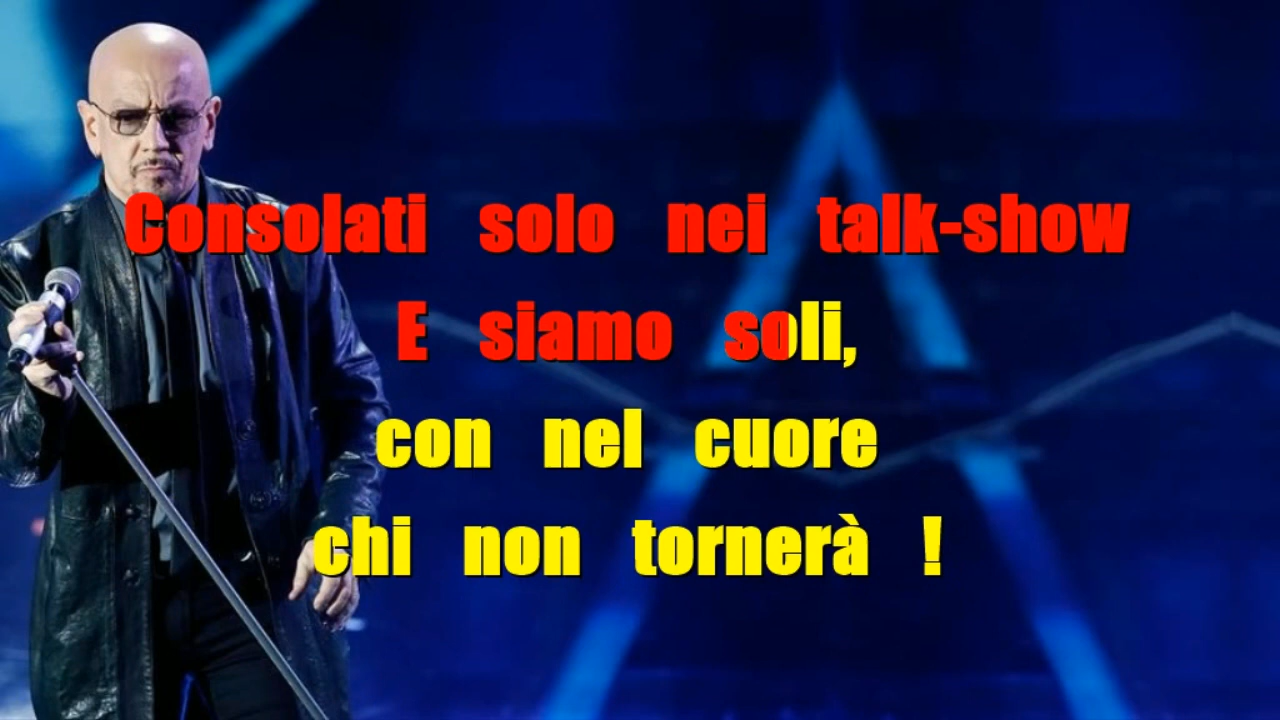 Consolati solo nei talk-show
E siamo soli,
con nel cuore
chi non tornerà !